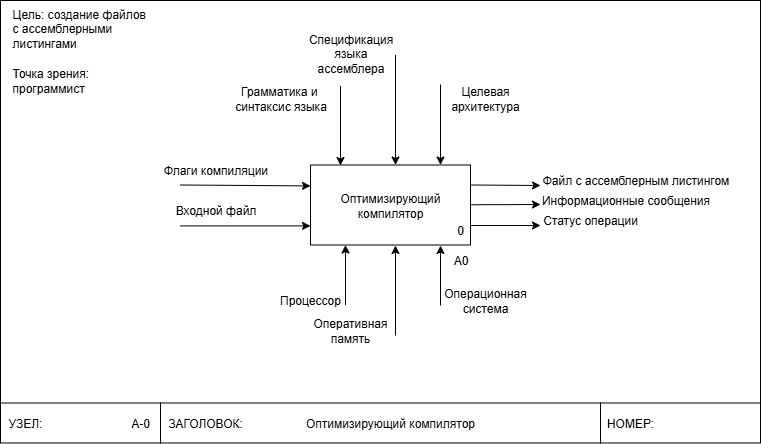 Цель: создание файлов
с ассемблерными
листингами
Точка зрения:
программист
Спецификация
языка
ассемблера
Грамматика и
синтаксис языка
Целевая
архитектура
Флаги компиляции
Входной файл
Оптимизирующий
компилятор
0
A0
Файл с ассемблерным листингом
Информационные сообщения
Статус операции
Процессор
Оперативная
память
Операционная
система
УЗЕЛ:
A-0
ЗАГОЛОВОК:
Оптимизирующий компилятор
НОМЕР: